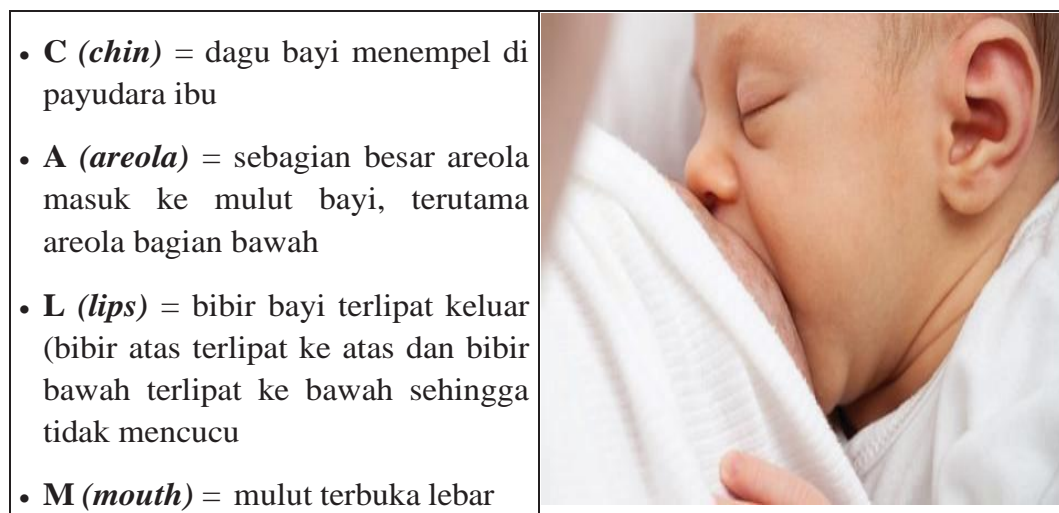 • C (chin) = dagu bayi menempel di
payudara ibu
• A (areola) = sebagian besar areola
masuk ke mulut bayi, terutama
areola bagian bawah
• L (lips) = bibir bayi terlipat keluar
(bibir atas terlipat ke atas dan bibir
bawah terlipat ke bawah sehingga
tidak mencucu
• M (mouth) = mulut terbuka lebar